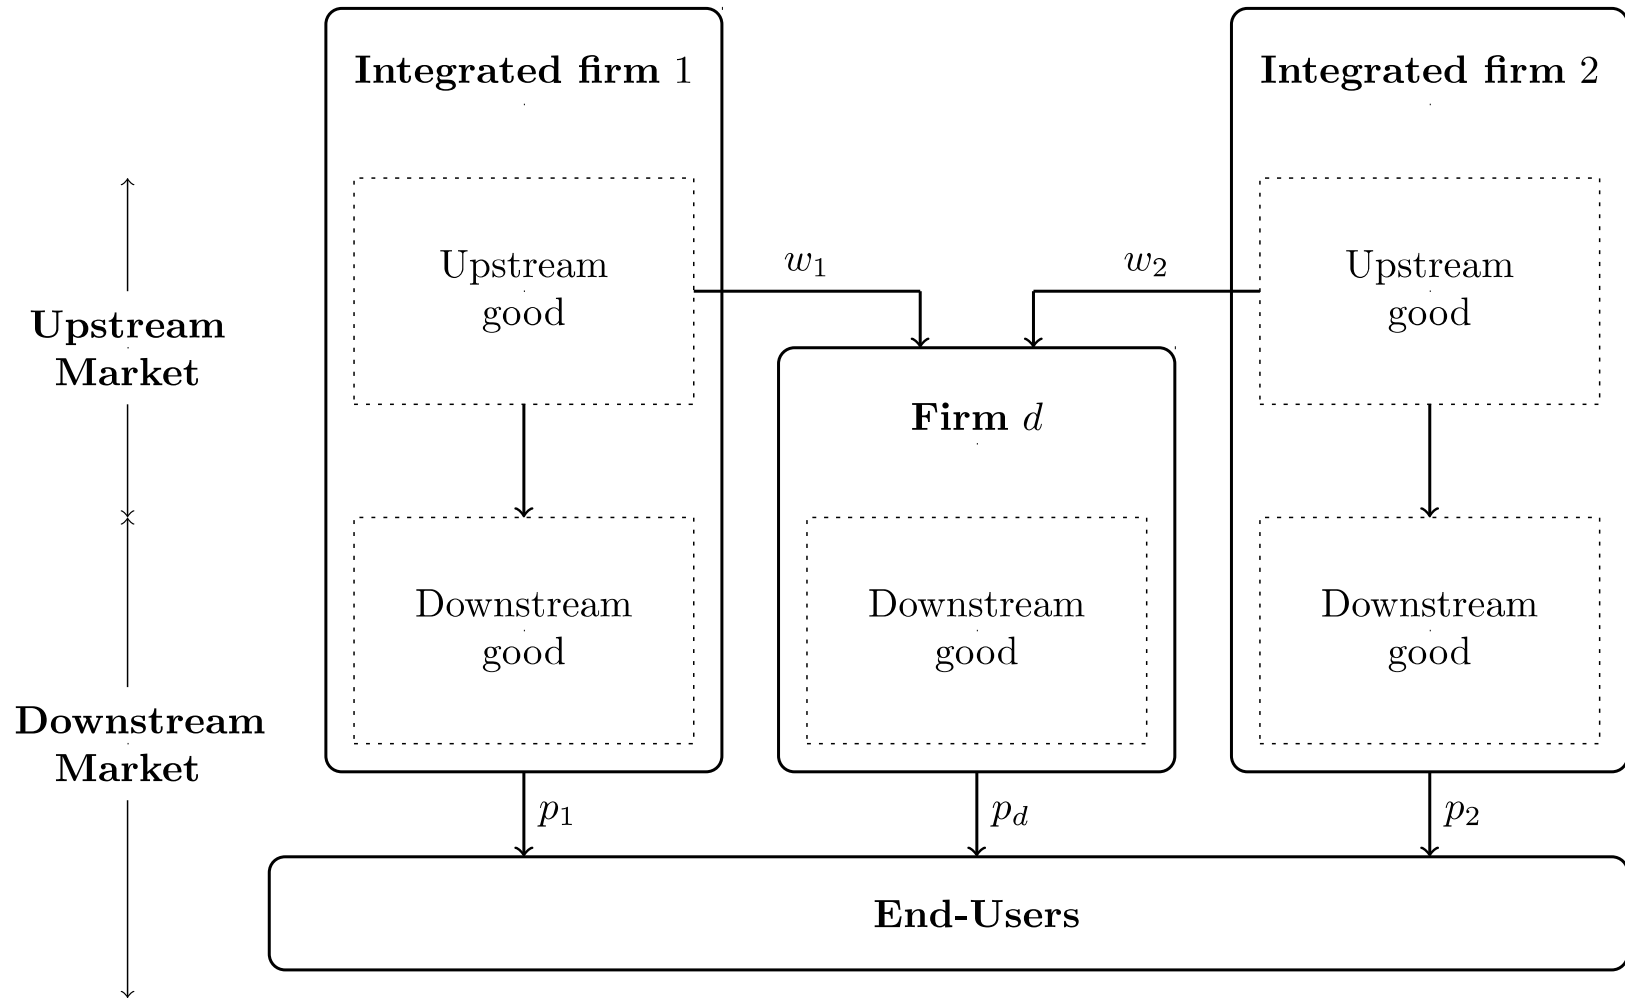 Integrated firm 1
Integrated firm 2
Upstream
good
w₁
w₂
Upstream
good
Upstream
Market
Firm d
Downstream
good
Downstream
good
Downstream
good
Downstream
Market
p₁
p_d
p₂
End-Users